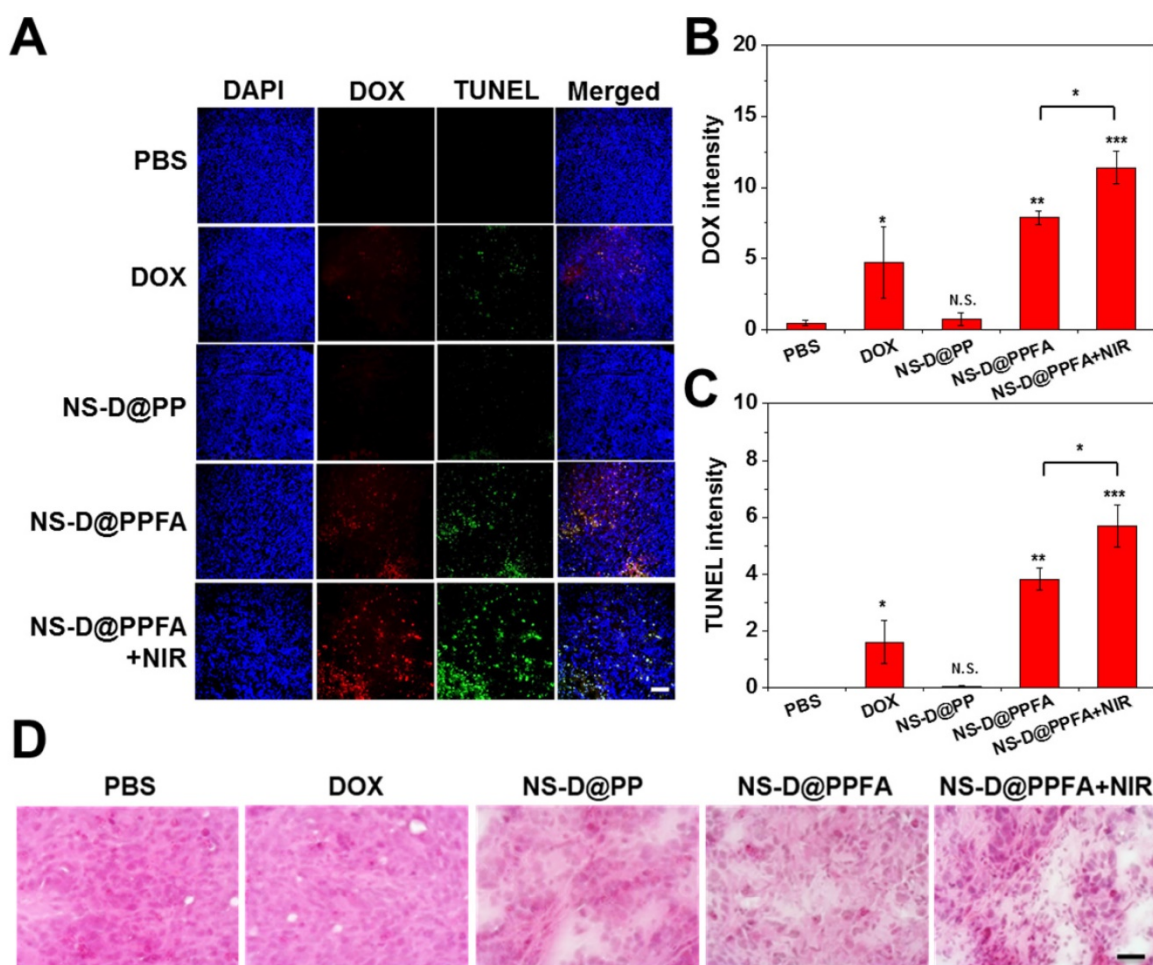 A
DAPI DOX TUNEL Merged
PBS
DOX
NS-D@PP
NS-D@PPFA
NS-D@PPFA
+NIR
B
20
15
10
5
0
DOX intensity
*
N.S.
**
*
***
PBS DOX NS-D@PP NS-D@PPFA NS-D@PPFA+NIR
C
10
8
6
4
2
0
TUNEL intensity
*
N.S.
**
*
***
PBS DOX NS-D@PP NS-D@PPFA NS-D@PPFA+NIR
D
PBS DOX NS-D@PP NS-D@PPFA NS-D@PPFA+NIR